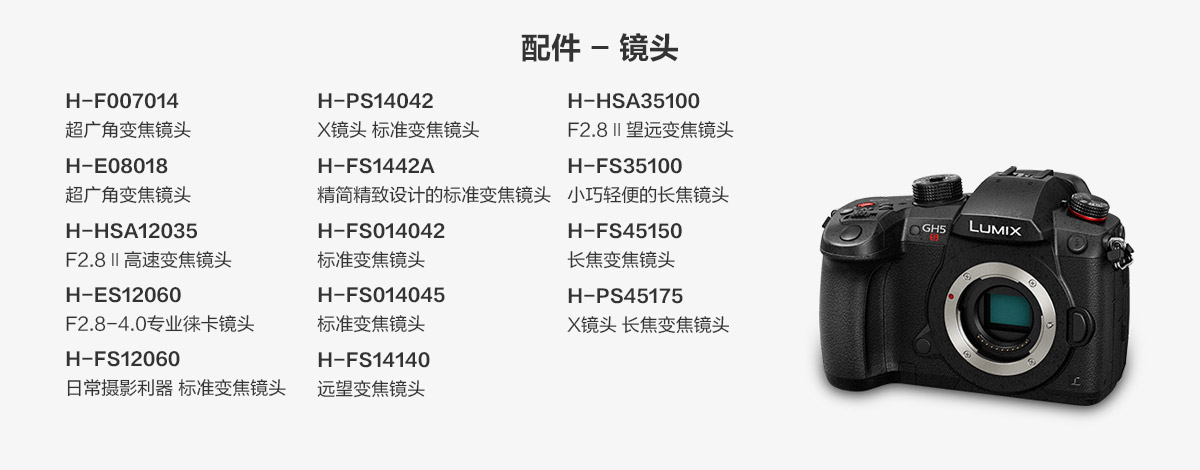 配件 - 镜头
H-F007014
超广角变焦镜头
H-E08018
超广角变焦镜头
H-HSA12035
F2.8 II 高速变焦镜头
H-ES12060
F2.8-4.0专业徕卡镜头
H-FS12060
日常摄影利器 标准变焦镜头
H-PS14042
X镜头 标准变焦镜头
H-FS1442A
精简精致设计的标准变焦镜头
H-FS014042
标准变焦镜头
H-FS014045
标准变焦镜头
H-FS14140
远望变焦镜头
H-HSA35100
F2.8 II 望远变焦镜头
H-FS35100
小巧轻便的长焦镜头
H-FS45150
长焦变焦镜头
H-PS45175
X镜头 长焦变焦镜头
LUMIX
GH5
S
L